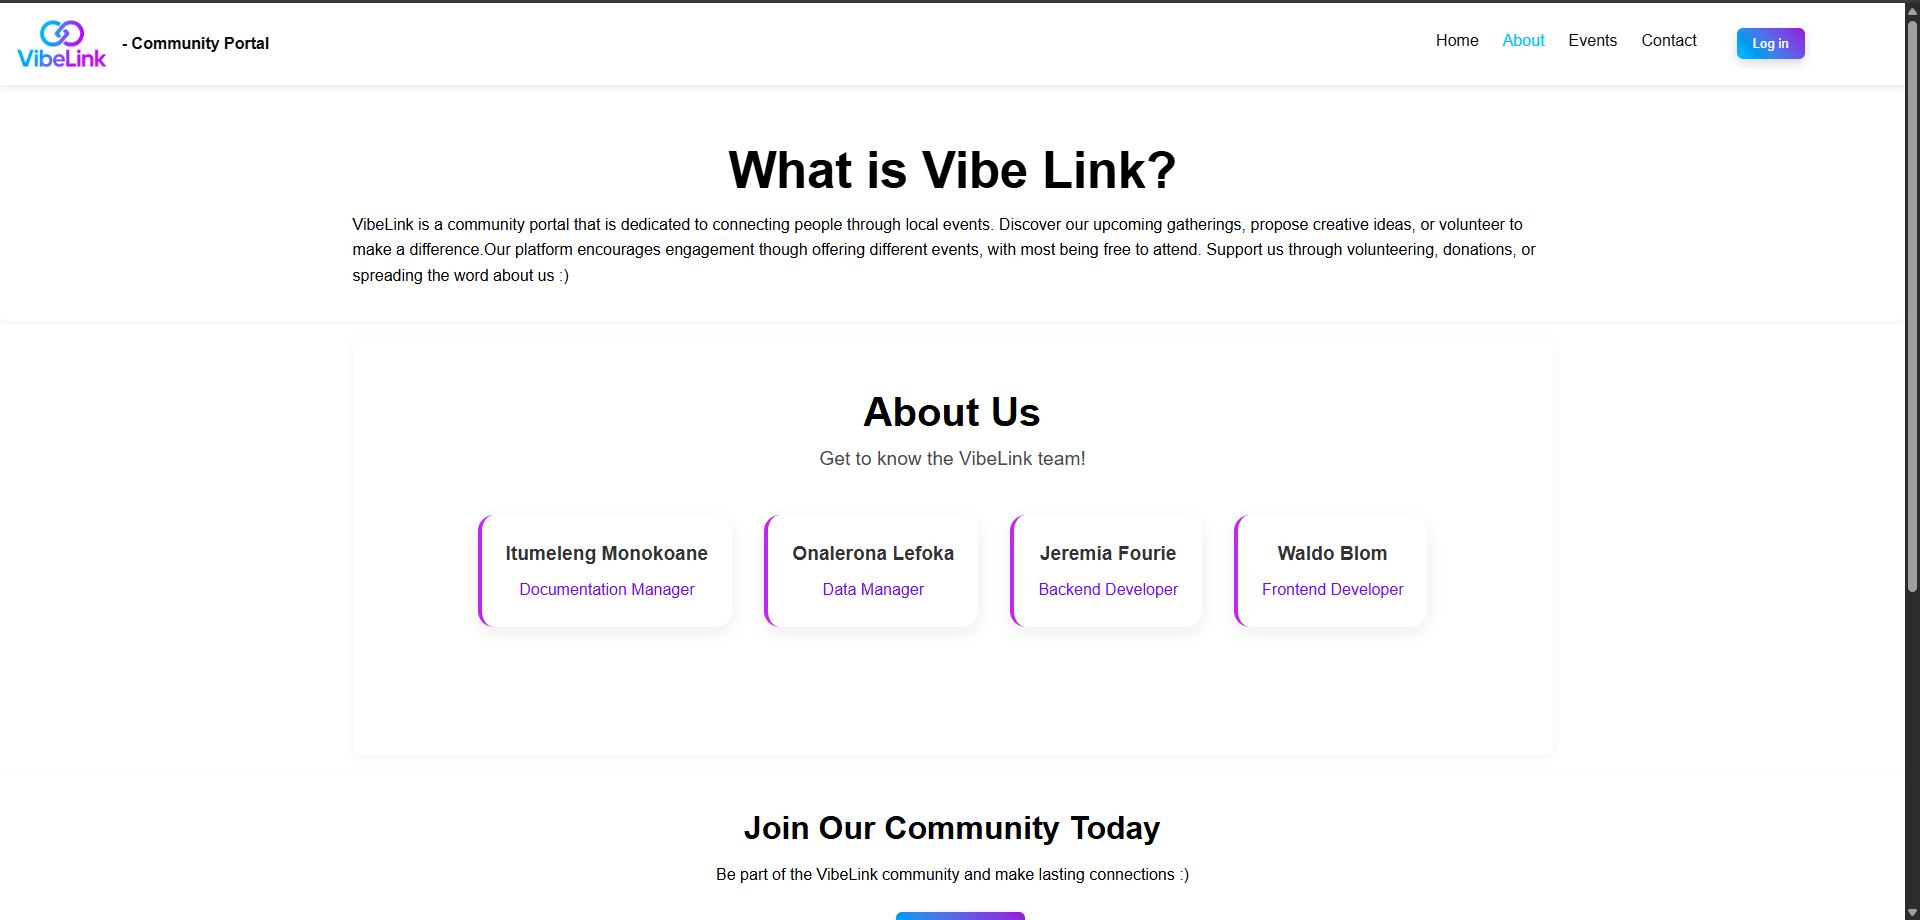 VibeLink
- Community Portal
Home About Events Contact Log in
What is Vibe Link?
VibeLink is a community portal that is dedicated to connecting people through local events. Discover our upcoming gatherings, propose creative ideas, or volunteer to
make a difference.Our platform encourages engagement though offering different events, with most being free to attend. Support us through volunteering, donations, or
spreading the word about us :)
About Us
Get to know the VibeLink team!
Itumeleng Monokoane
Documentation Manager
Onalerona Lefoka
Data Manager
Jeremia Fourie
Backend Developer
Waldo Blom
Frontend Developer
Join Our Community Today
Be part of the VibeLink community and make lasting connections :)